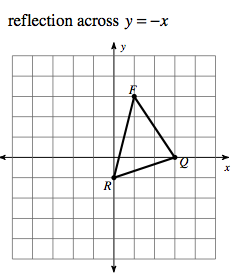 reflection across y = −x
y
F
Q
x
R